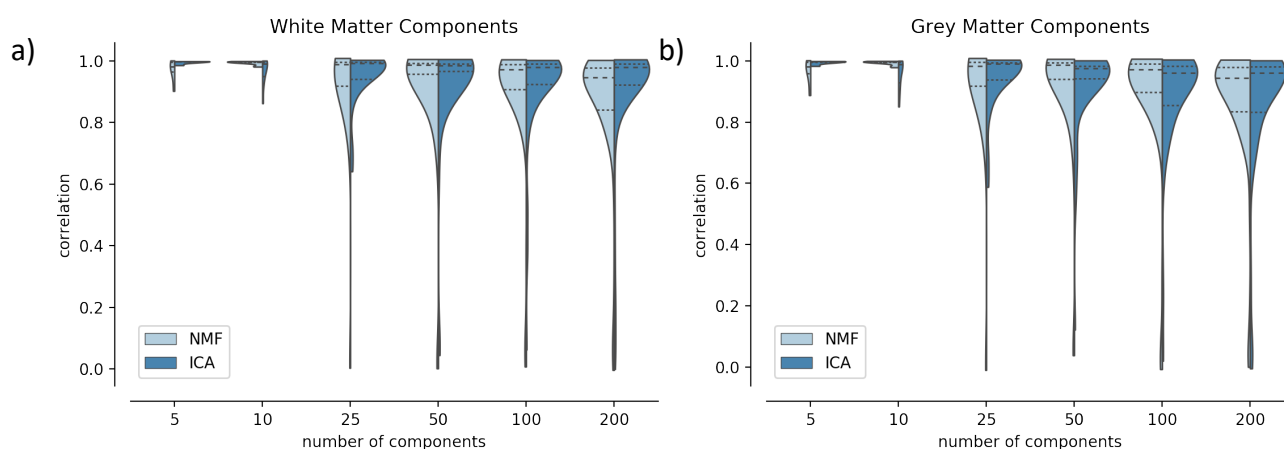 a)
White Matter Components
correlation
1.0
0.8
0.6
0.4
0.2
0.0
NMF
ICA
5 10 25 50 100 200
number of components
b)
Grey Matter Components
correlation
1.0
0.8
0.6
0.4
0.2
0.0
NMF
ICA
5 10 25 50 100 200
number of components